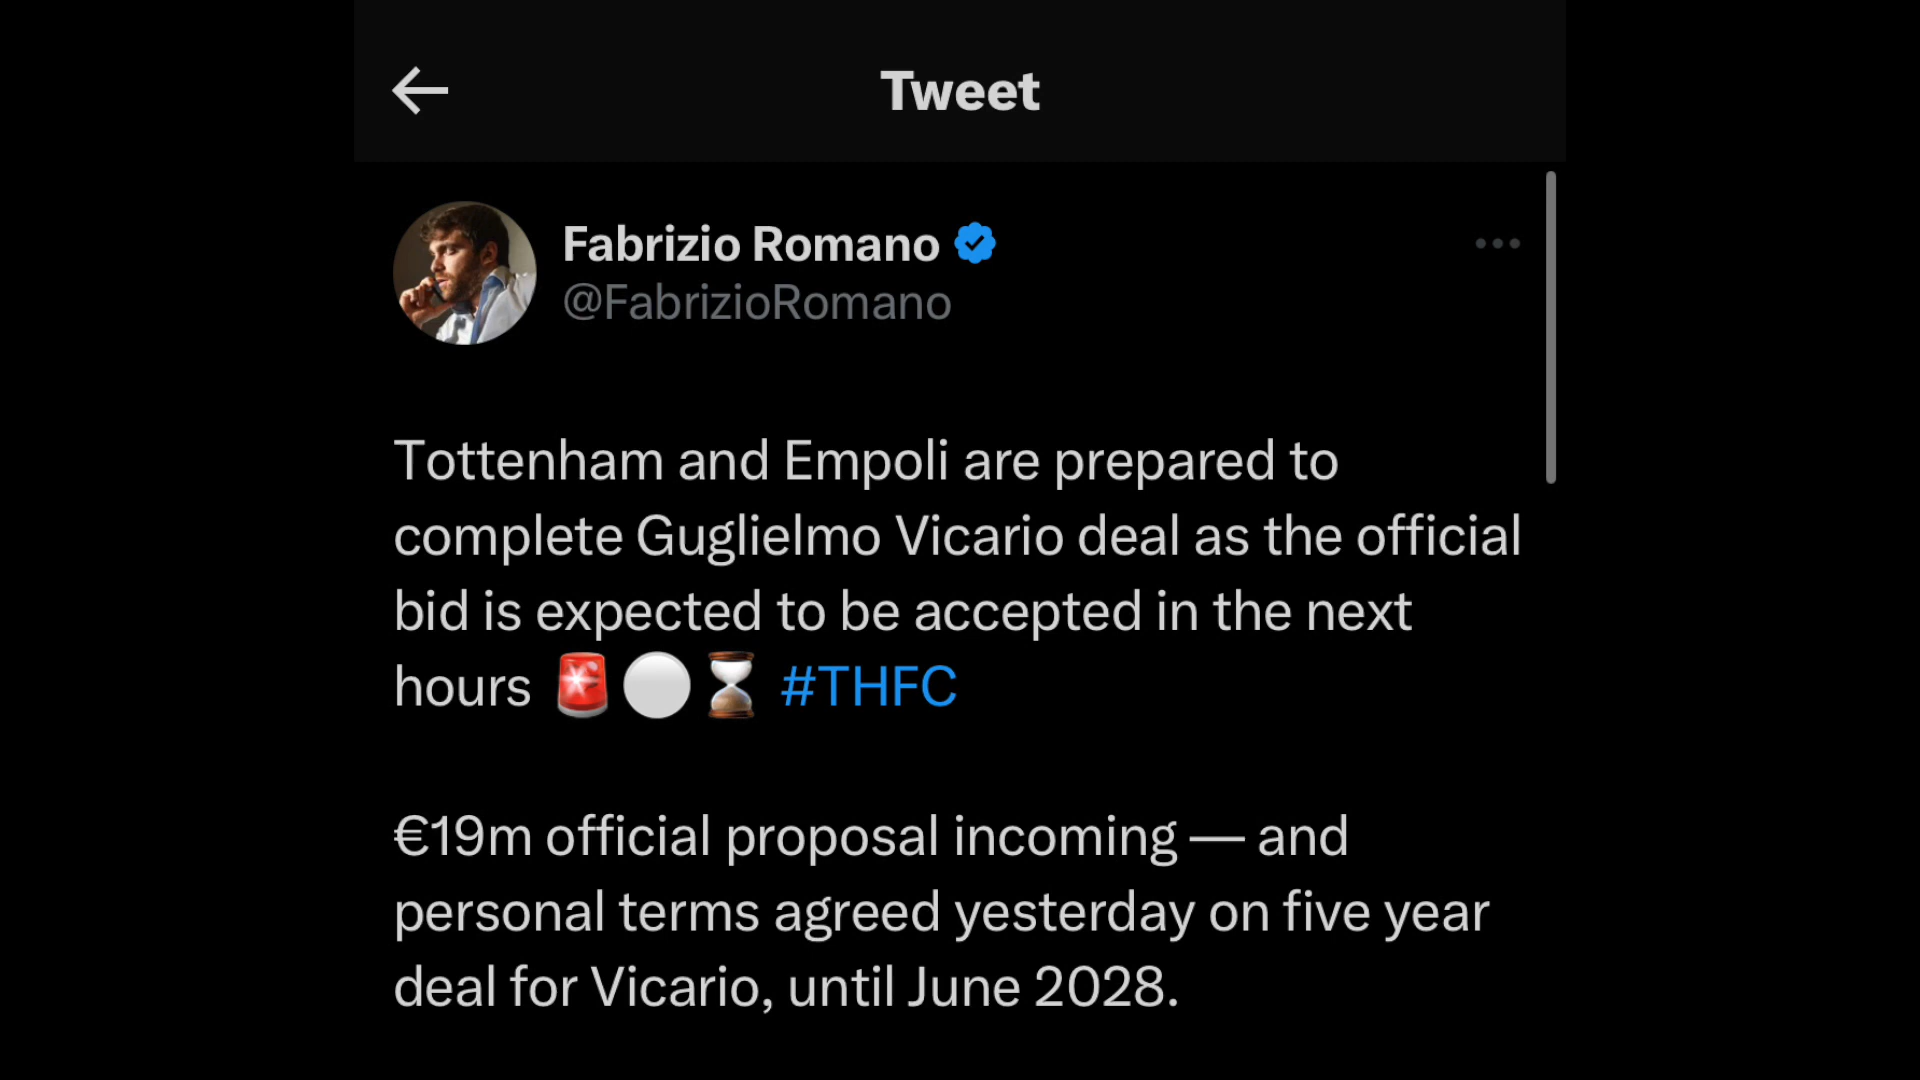 Tweet
Fabrizio Romano
@FabrizioRomano
Tottenham and Empoli are prepared to
complete Guglielmo Vicario deal as the official
bid is expected to be accepted in the next
hours 🚨⚪️⏳ #THFC
€19m official proposal incoming — and
personal terms agreed yesterday on five year
deal for Vicario, until June 2028.